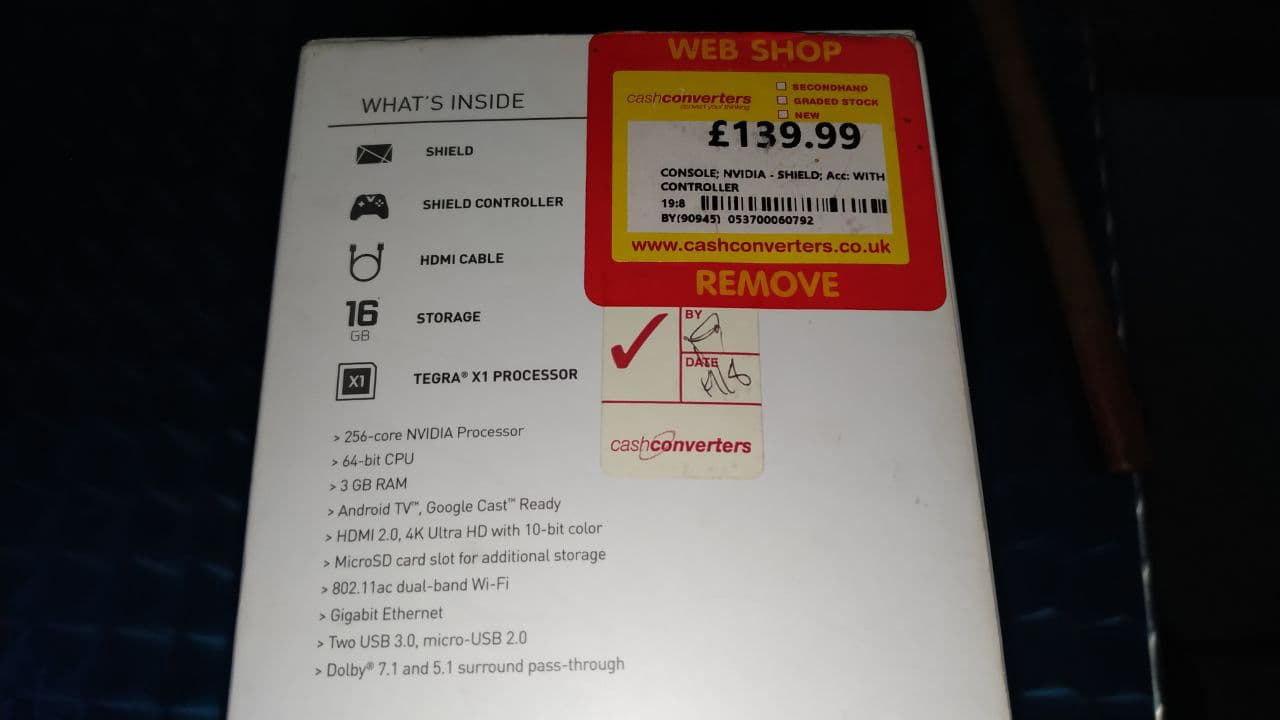 WHAT'S INSIDE
SHIELD
SHIELD CONTROLLER
HDMI CABLE
16
GB
STORAGE
X1
TEGRA® X1 PROCESSOR
> 256-core NVIDIA Processor
> 64-bit CPU
> 3 GB RAM
> Android TV™, Google Cast™ Ready
> HDMI 2.0, 4K Ultra HD with 10-bit color
> MicroSD card slot for additional storage
> 802.11ac dual-band Wi-Fi
> Gigabit Ethernet
> Two USB 3.0, micro-USB 2.0
> Dolby® 7.1 and 5.1 surround pass-through
WEB SHOP
cashconverters
convert your thinking
SECONDHAND
GRADED STOCK
NEW
£139.99
CONSOLE; NVIDIA - SHIELD; Acc: WITH
CONTROLLER
19:8
BY(90945) 053700060792
www.cashconverters.co.uk
REMOVE
BY
DATE
cashconverters